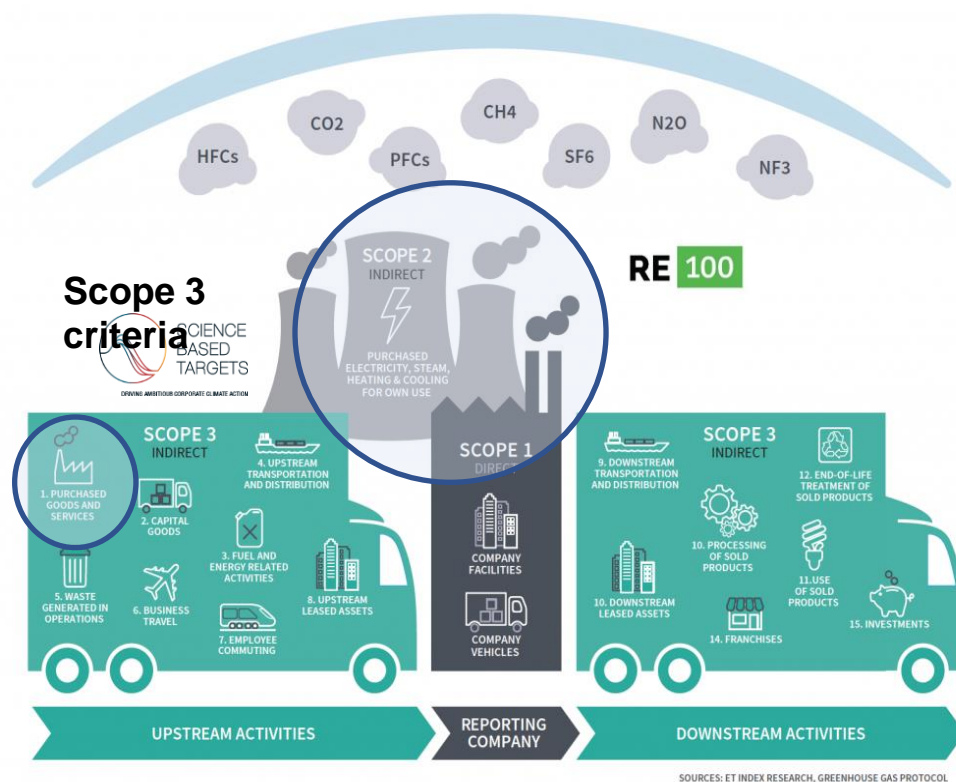 HFCs
CO2
PFCs
CH4
SF6
N2O
NF3
SCOPE 2
INDIRECT
PURCHASED
ELECTRICITY, STEAM,
HEATING & COOLING
FOR OWN USE
RE 100
Scope 3
criteria
SCIENCE
BASED
TARGETS
DRIVING AMBITIOUS CORPORATE CLIMATE ACTION
SCOPE 3
INDIRECT
1. PURCHASED
GOODS AND
SERVICES
2. CAPITAL
GOODS
4. UPSTREAM
TRANSPORTATION
AND DISTRIBUTION
3. FUEL AND
ENERGY RELATED
ACTIVITIES
5. WASTE
GENERATED IN
OPERATIONS
6. BUSINESS
TRAVEL
7. EMPLOYEE
COMMUTING
8. UPSTREAM
LEASED ASSETS
SCOPE 1
DIRECT
COMPANY
FACILITIES
COMPANY
VEHICLES
SCOPE 3
INDIRECT
9. DOWNSTREAM
TRANSPORTATION
AND DISTRIBUTION
12. END-OF-LIFE
TREATMENT OF
SOLD PRODUCTS
10. PROCESSING
OF SOLD
PRODUCTS
11.USE
OF SOLD
PRODUCTS
10. DOWNSTREAM
LEASED ASSETS
14. FRANCHISES
15. INVESTMENTS
UPSTREAM ACTIVITIES
REPORTING
COMPANY
DOWNSTREAM ACTIVITIES
SOURCES: ET INDEX RESEARCH, GREENHOUSE GAS PROTOCOL